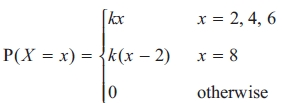 kx x = 2, 4, 6
P(X = x) = { k(x − 2) x = 8
0 otherwise